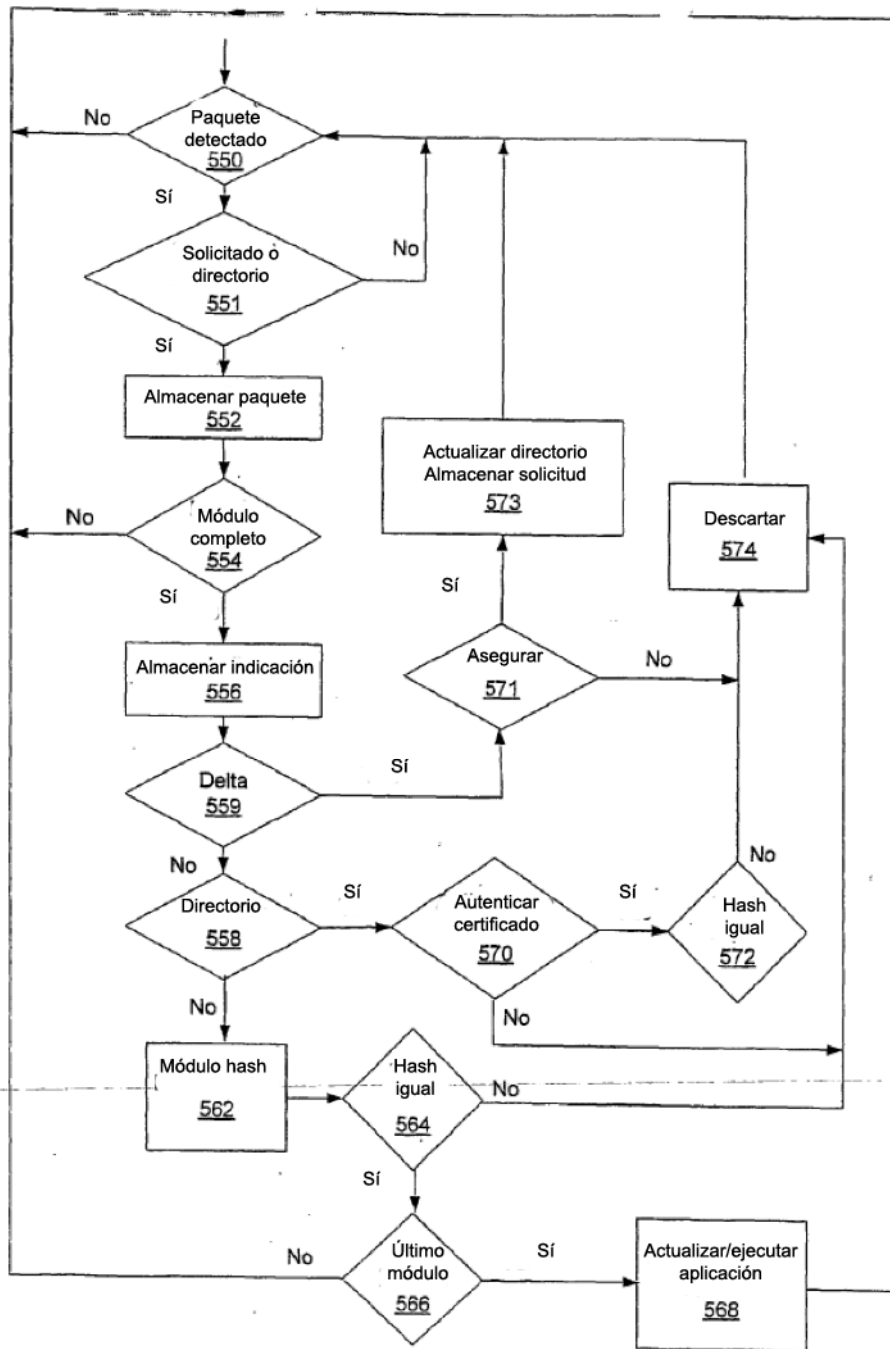 No
Paquete
detectado
550
Sí
Solicitado o
directorio
551
No
Sí
Almacenar paquete
552
Actualizar directorio
Almacenar solicitud
573
Descartar
574
No
Módulo
completo
554
Sí
Sí
Almacenar indicación
556
Asegurar
571
No
Delta
559
Sí
No
Directorio
558
Sí
Autenticar
certificado
570
Sí
No
Hash
igual
572
No
No
Módulo hash
562
Hash
igual
564
No
Sí
No
Último
módulo
566
Sí
Actualizar/ejecutar
aplicación
568